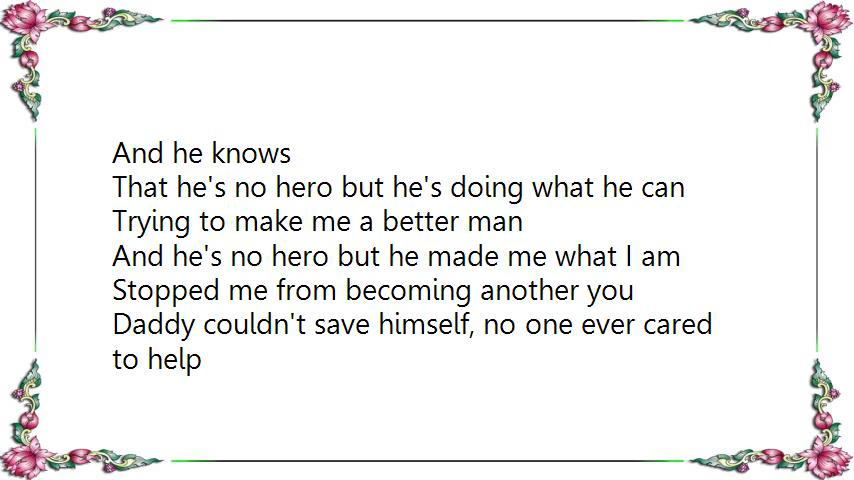 And he knows
That he's no hero but he's doing what he can
Trying to make me a better man
And he's no hero but he made me what I am
Stopped me from becoming another you
Daddy couldn't save himself, no one ever cared
to help